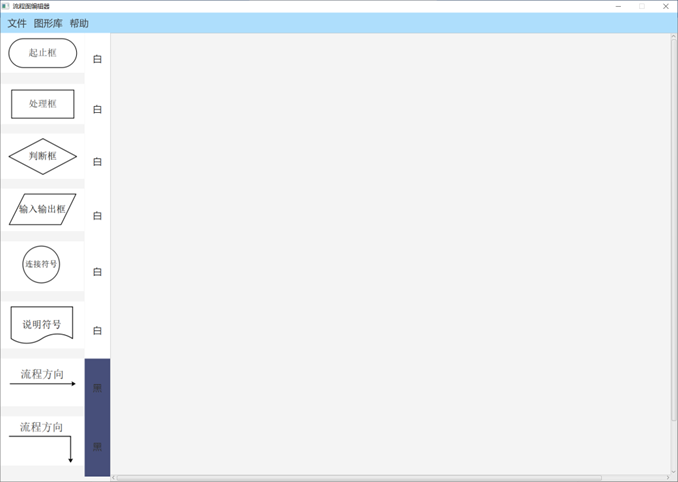 流程图编辑器
文件 图形库 帮助
起止框 白
处理框 白
判断框 白
输入输出框 白
连接符号 白
说明符号 白
流程方向
黑
流程方向
黑